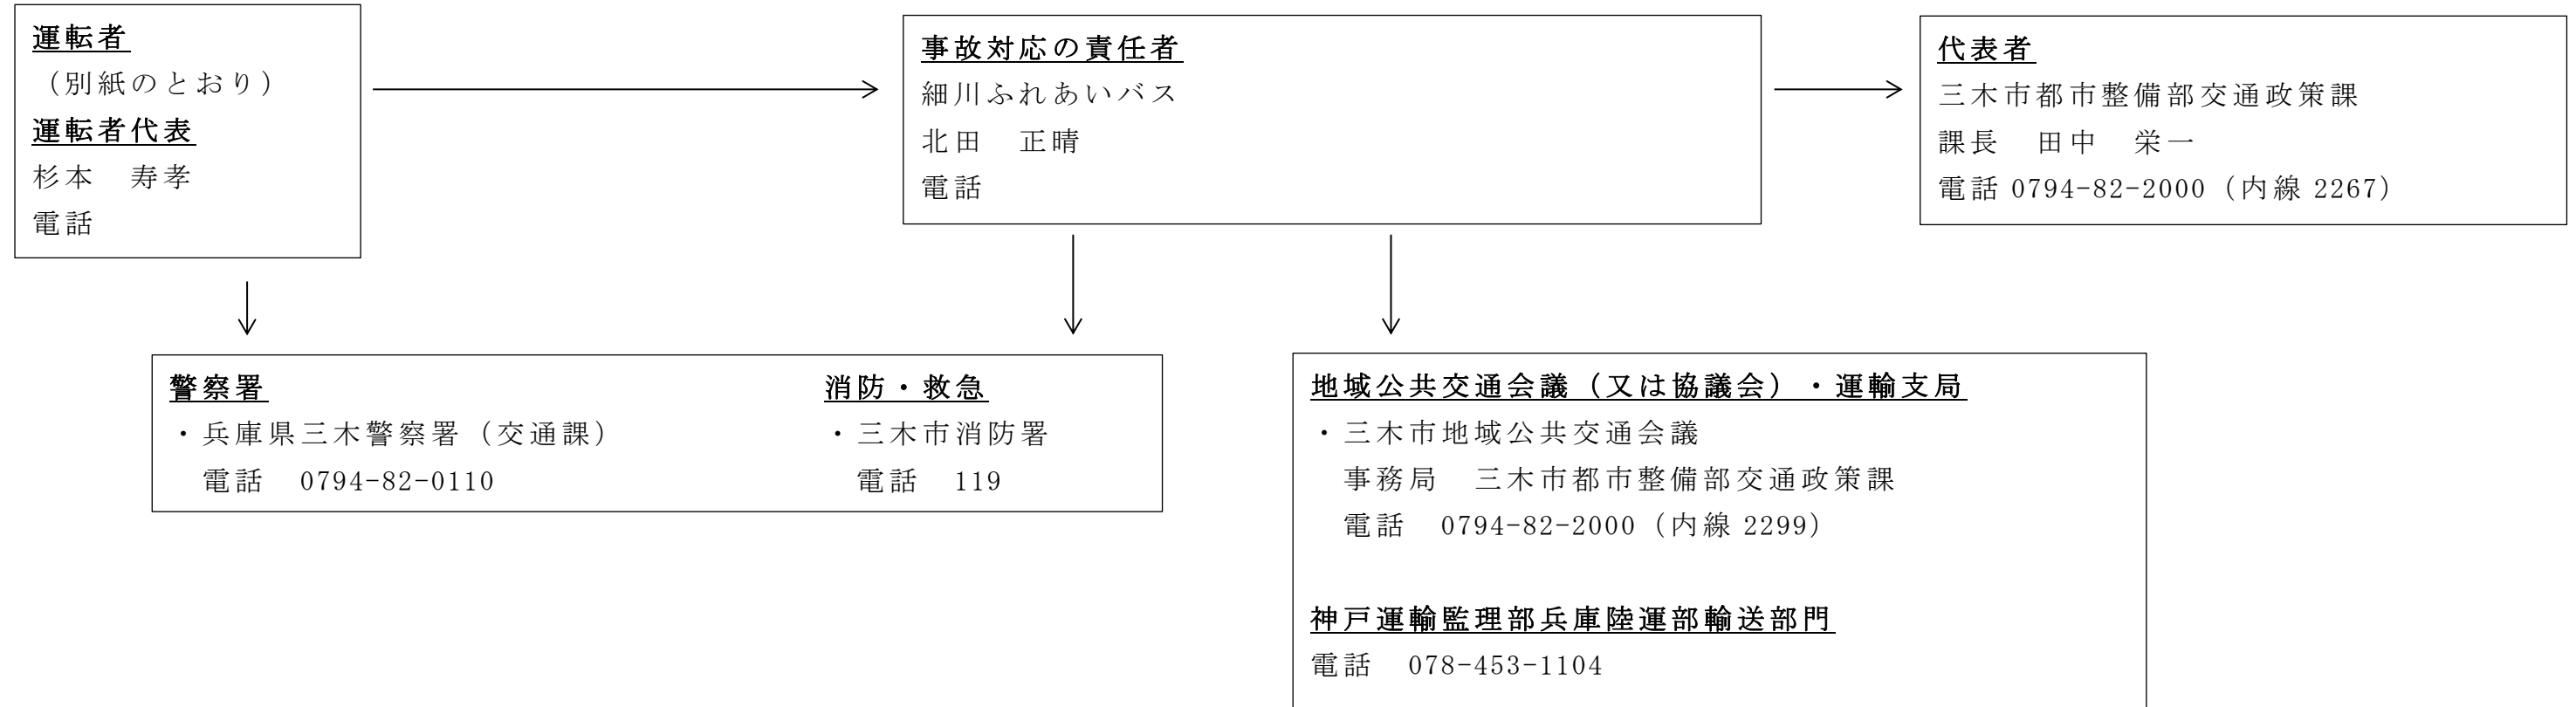 運転者
（別紙のとおり）
運転者代表
杉本　寿孝
電話
事故対応の責任者
細川ふれあいバス
北田　正晴
電話
代表者
三木市都市整備部交通政策課
課長　田中　栄一
電話 0794-82-2000（内線 2267）
警察署
・兵庫県三木警察署（交通課）
電話　0794-82-0110
消防・救急
・三木市消防署
電話　119
地域公共交通会議（又は協議会）・運輸支局
・三木市地域公共交通会議
事務局　三木市都市整備部交通政策課
電話　0794-82-2000（内線 2299）
神戸運輸監理部兵庫陸運部輸送部門
電話　078-453-1104